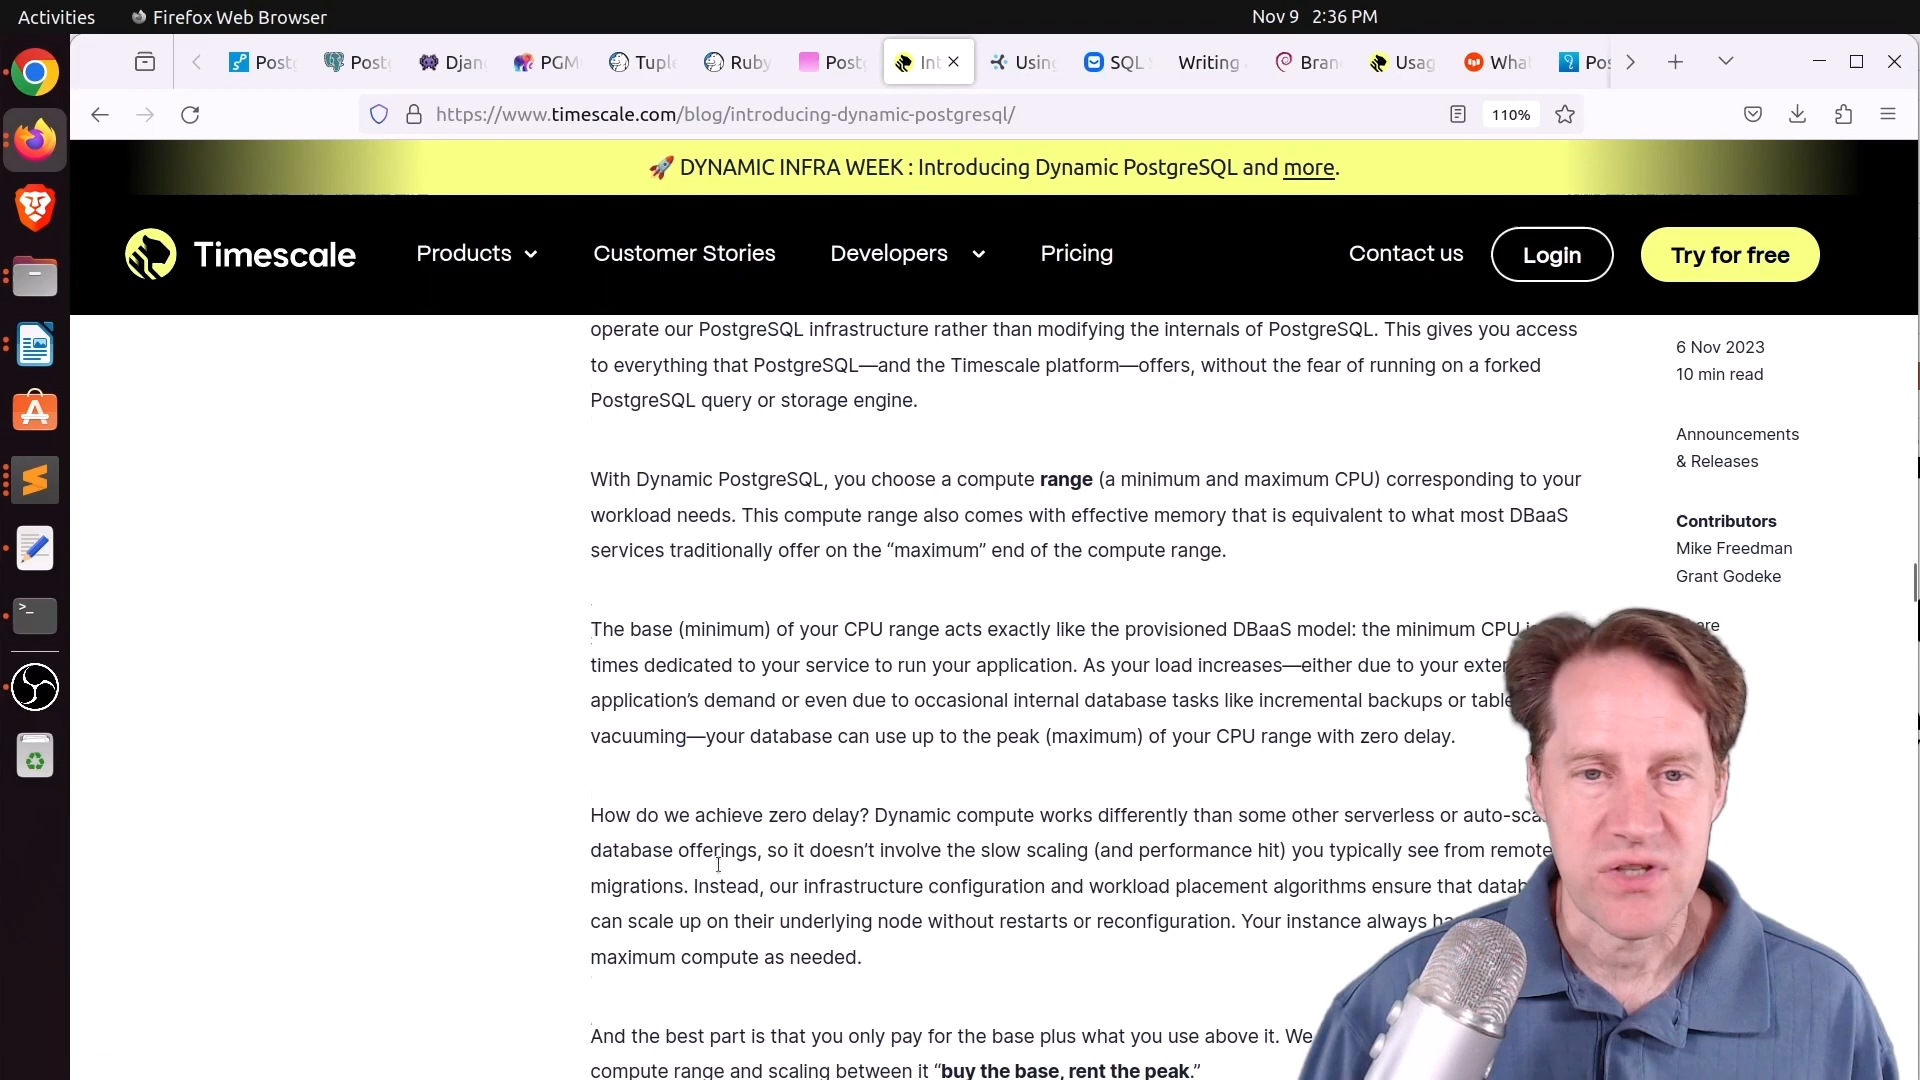 Activities
Firefox Web Browser
Nov 9 2:36 PM
Post
Post
Djan
PGM
Tuple
Ruby
Post
Int
Using
SQL
Writing
Bran
Usag
What
Pos
https://www.timescale.com/blog/introducing-dynamic-postgresql/
110%
🚀 DYNAMIC INFRA WEEK : Introducing Dynamic PostgreSQL and more.
Timescale
Products
Customer Stories
Developers
Pricing
Contact us
Login
Try for free
operate our PostgreSQL infrastructure rather than modifying the internals of PostgreSQL. This gives you access
to everything that PostgreSQL—and the Timescale platform—offers, without the fear of running on a forked
PostgreSQL query or storage engine.
With Dynamic PostgreSQL, you choose a compute range (a minimum and maximum CPU) corresponding to your
workload needs. This compute range also comes with effective memory that is equivalent to what most DBaaS
services traditionally offer on the “maximum” end of the compute range.
The base (minimum) of your CPU range acts exactly like the provisioned DBaaS model: the minimum CPU
times dedicated to your service to run your application. As your load increases—either due to your exter
application’s demand or even due to occasional internal database tasks like incremental backups or table
vacuuming—your database can use up to the peak (maximum) of your CPU range with zero delay.
How do we achieve zero delay? Dynamic compute works differently than some other serverless or auto-sca
database offerings, so it doesn’t involve the slow scaling (and performance hit) you typically see from remote
migrations. Instead, our infrastructure configuration and workload placement algorithms ensure that datab
can scale up on their underlying node without restarts or reconfiguration. Your instance always ha
maximum compute as needed.
And the best part is that you only pay for the base plus what you use above it. We
compute range and scaling between it “buy the base, rent the peak.”
6 Nov 2023
10 min read
Announcements
& Releases
Contributors
Mike Freedman
Grant Godeke